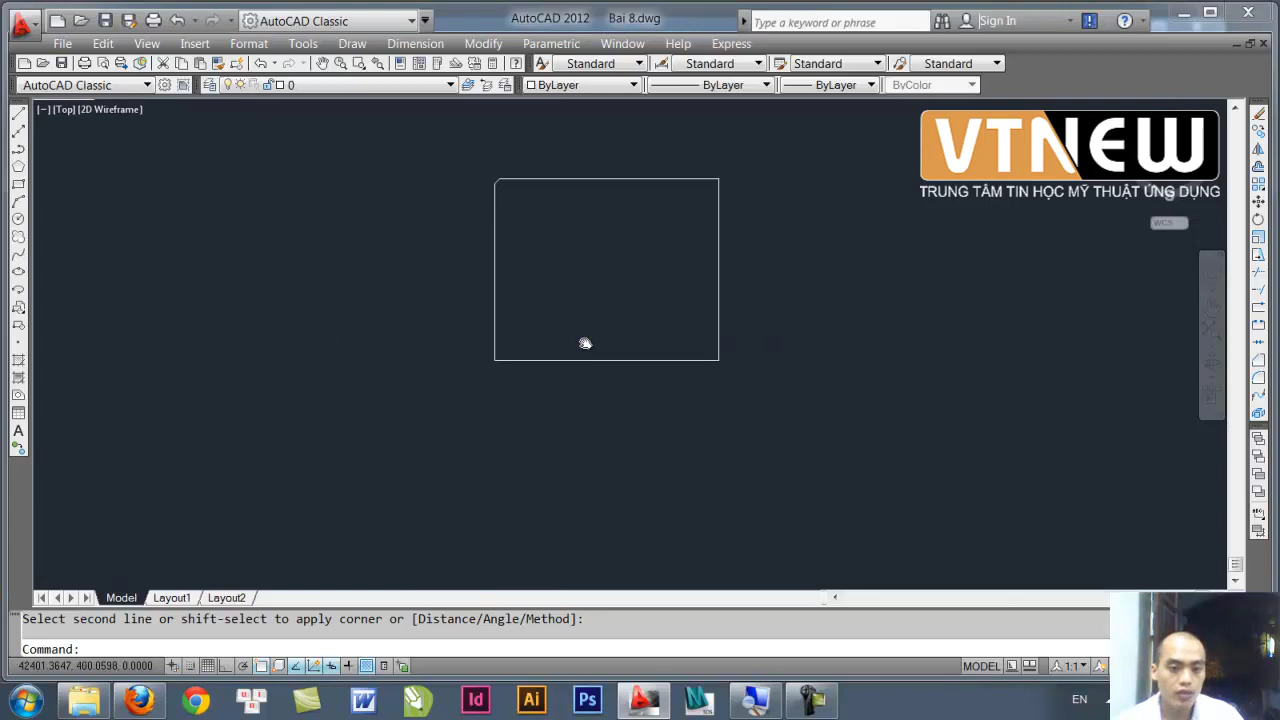 AutoCAD Classic
AutoCAD 2012 Bai 8.dwg
Type a keyword or phrase
Sign In
File Edit View Insert Format Tools Draw Dimension Modify Parametric Window Help Express
Standard Standard Standard Standard
AutoCAD Classic 0 ByLayer ByLayer ByLayer ByColor
[−] [Top] [2D Wireframe]
VTNEW
TRUNG TÂM TIN HỌC MỸ THUẬT ỨNG DỤNG
WCS
Model Layout1 Layout2
Select second line or shift-select to apply corner or [Distance/Angle/Method]:
Command:
42401.3647, 400.0598, 0.0000 MODEL 1:1
Id Ai Ps EN